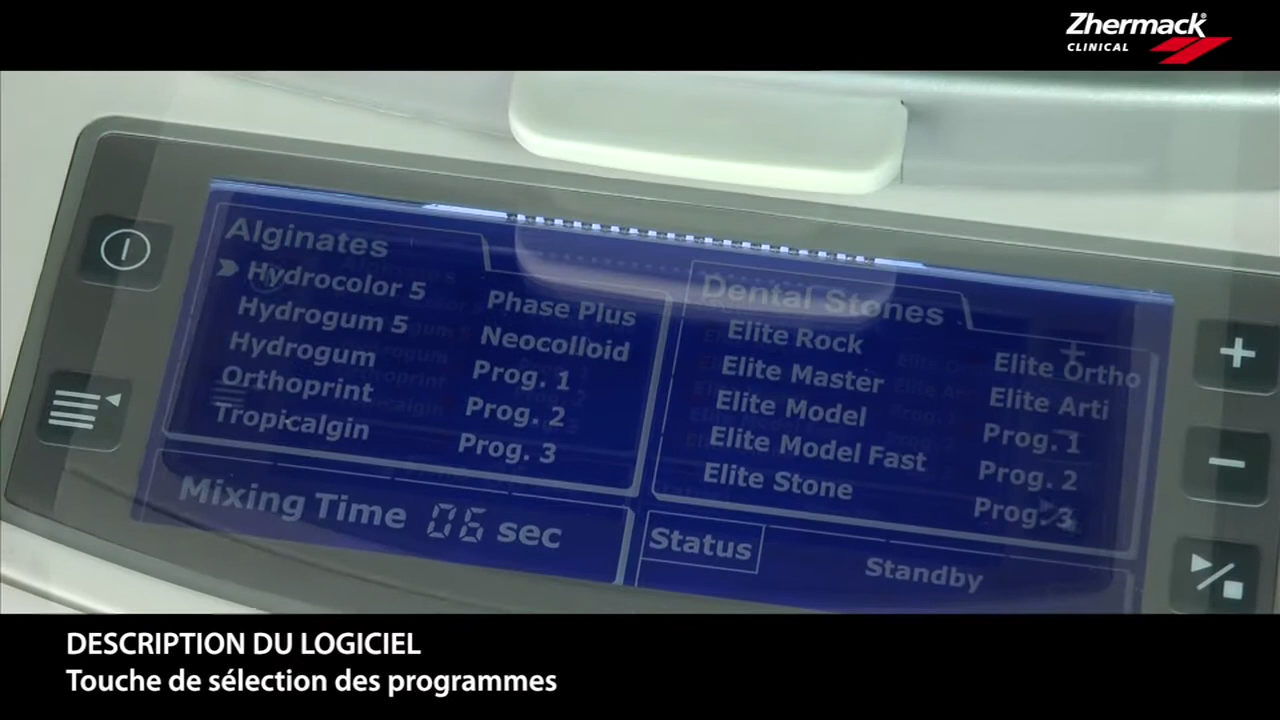 Zhermack
CLINICAL
Alginates
Hydrocolor 5
Hydrogum 5
Hydrogum
Orthoprint
Tropicalgin
Phase Plus
Neocolloid
Prog. 1
Prog. 2
Prog. 3
Dental Stones
Elite Rock
Elite Master
Elite Model
Elite Model Fast
Elite Stone
Elite Ortho
Elite Arti
Prog. 1
Prog. 2
Prog. 3
Mixing Time 06 sec
Status
Standby
DESCRIPTION DU LOGICIEL
Touche de sélection des programmes